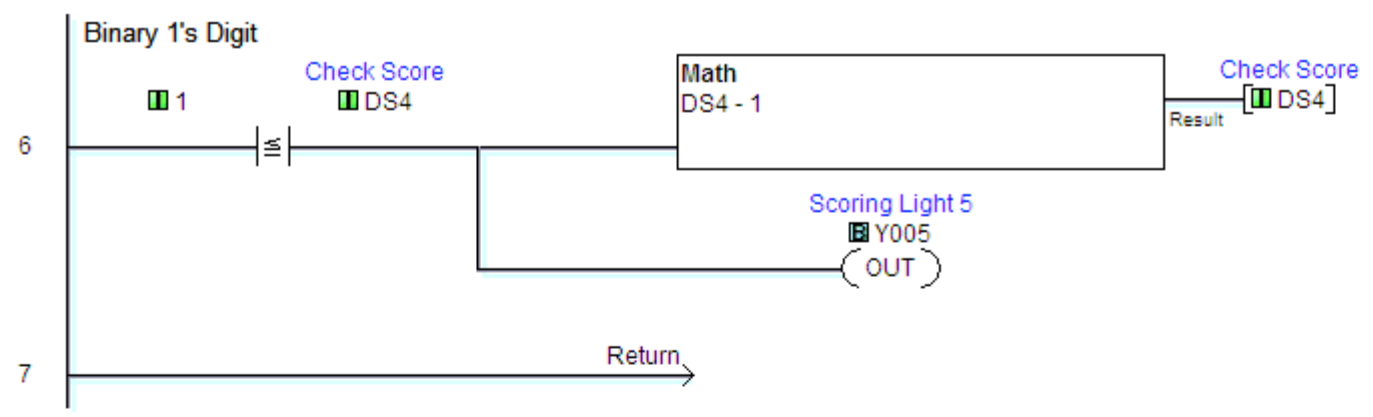 Binary 1's Digit
Check Score
1
DS4
6
≤
Math
DS4 - 1
Result
Check Score
DS4
Scoring Light 5
B Y005
OUT
7
Return